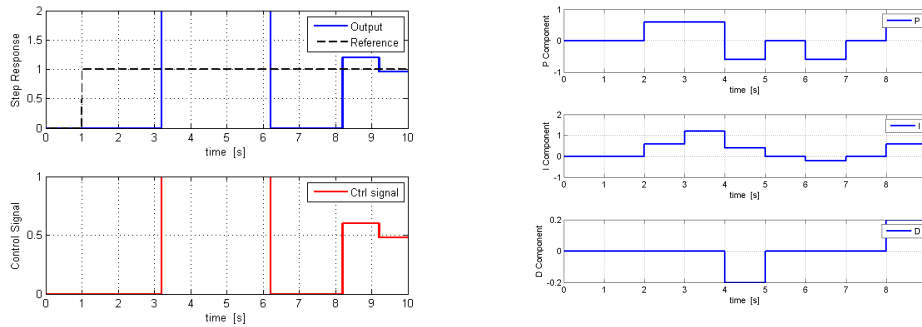 2
1.5
1
0.5
0
Step Response
Output
Reference
0 1 2 3 4 5 6 7 8 9 10
time [s]
1
0.5
0
Control Signal
Ctrl signal
0 1 2 3 4 5 6 7 8 9 10
time [s]
1
0
-1
P Component
P
0 1 2 3 4 5 6 7 8
time [s]
2
1
0
-1
I Component
I
0 1 2 3 4 5 6 7 8
time [s]
0.2
0
-0.2
D Component
D
0 1 2 3 4 5 6 7 8
time [s]